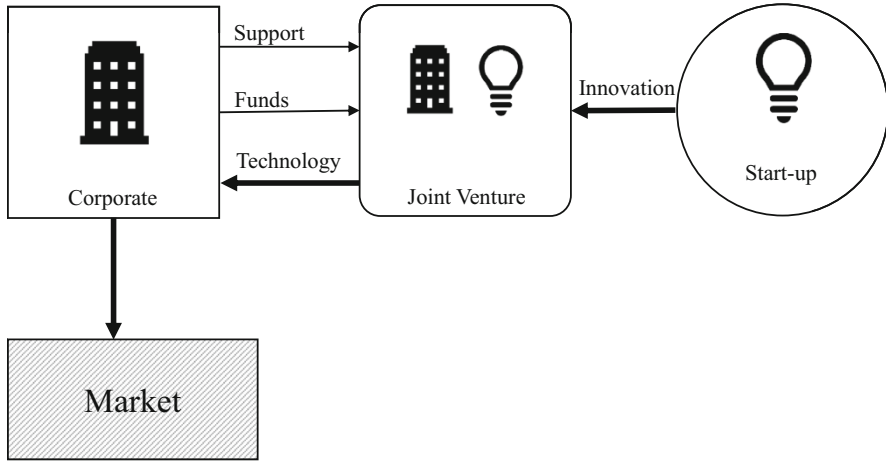 Support
Funds
Technology
Innovation
Corporate
Joint Venture
Start-up
Market